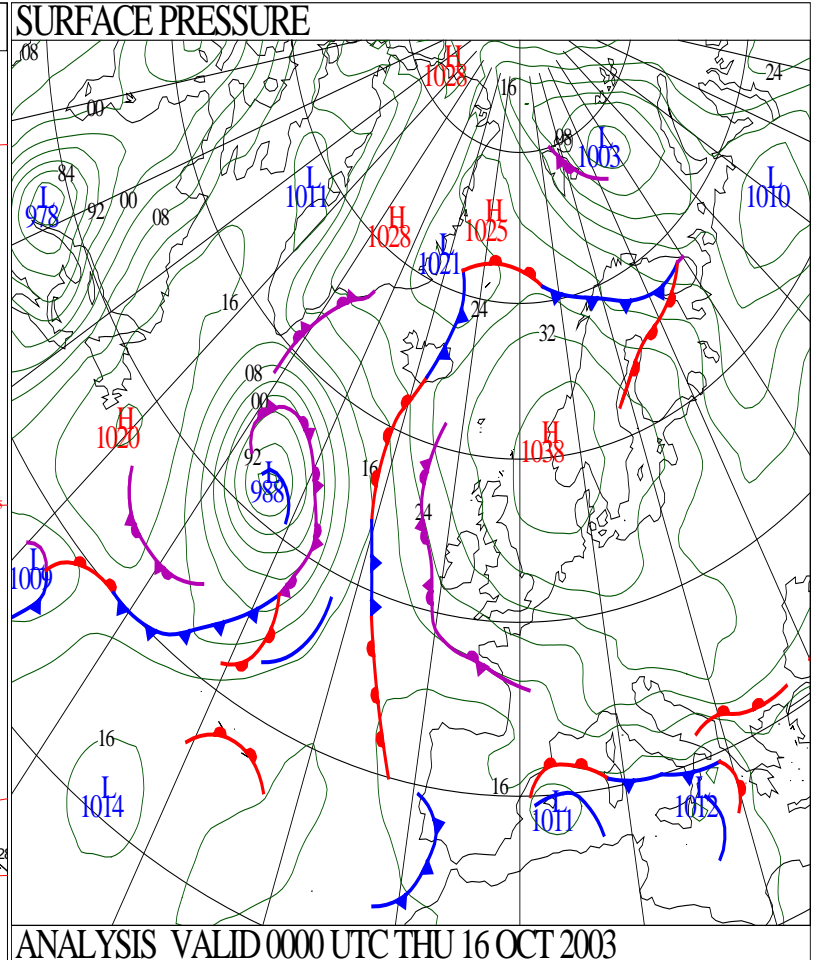 SURFACE PRESSURE
08
H
1028
24
16
00
08
L
1003
84
L
978
92
00
08
L
1011
L
1010
H
1028
H
1025
L
1021
16
24
32
08
00
H
1020
H
1038
92
L
988
16
24
L
1009
16
L
1014
16
L
1011
L
1012
ANALYSIS VALID 0000 UTC THU 16 OCT 2003